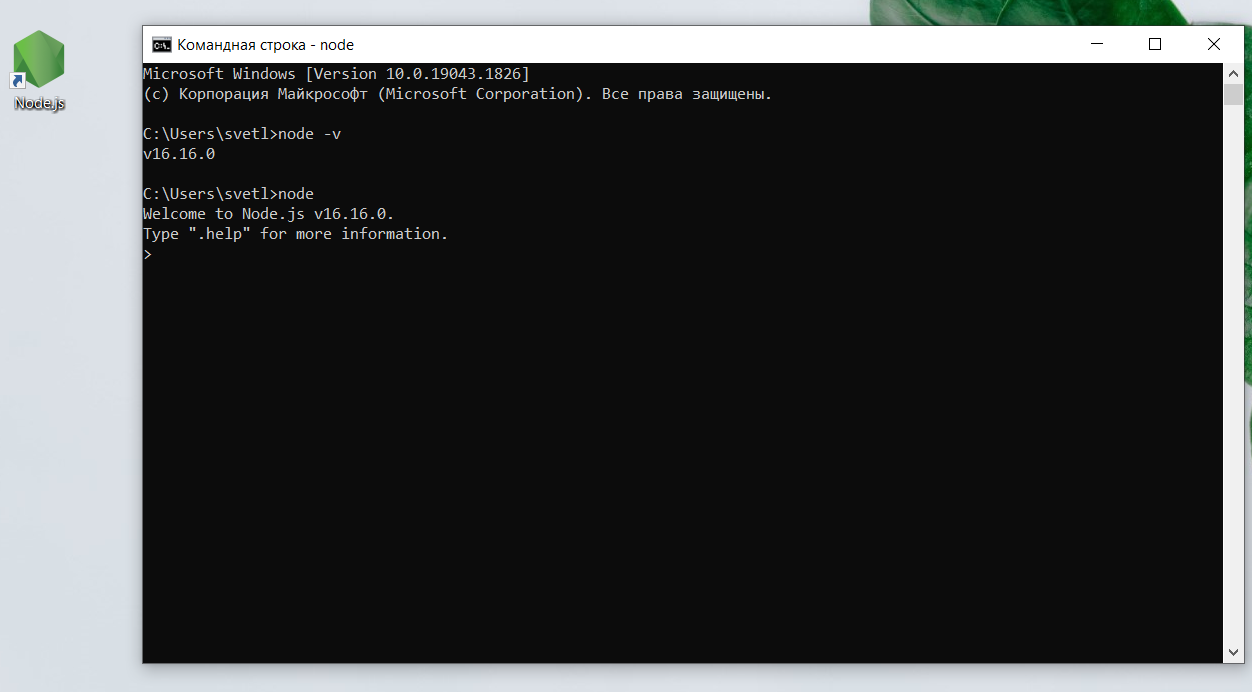 Node.js
Командная строка - node
Microsoft Windows [Version 10.0.19043.1826]
(c) Корпорация Майкрософт (Microsoft Corporation). Все права защищены.
C:\Users\svetl>node -v
v16.16.0
C:\Users\svetl>node
Welcome to Node.js v16.16.0.
Type ".help" for more information.
>